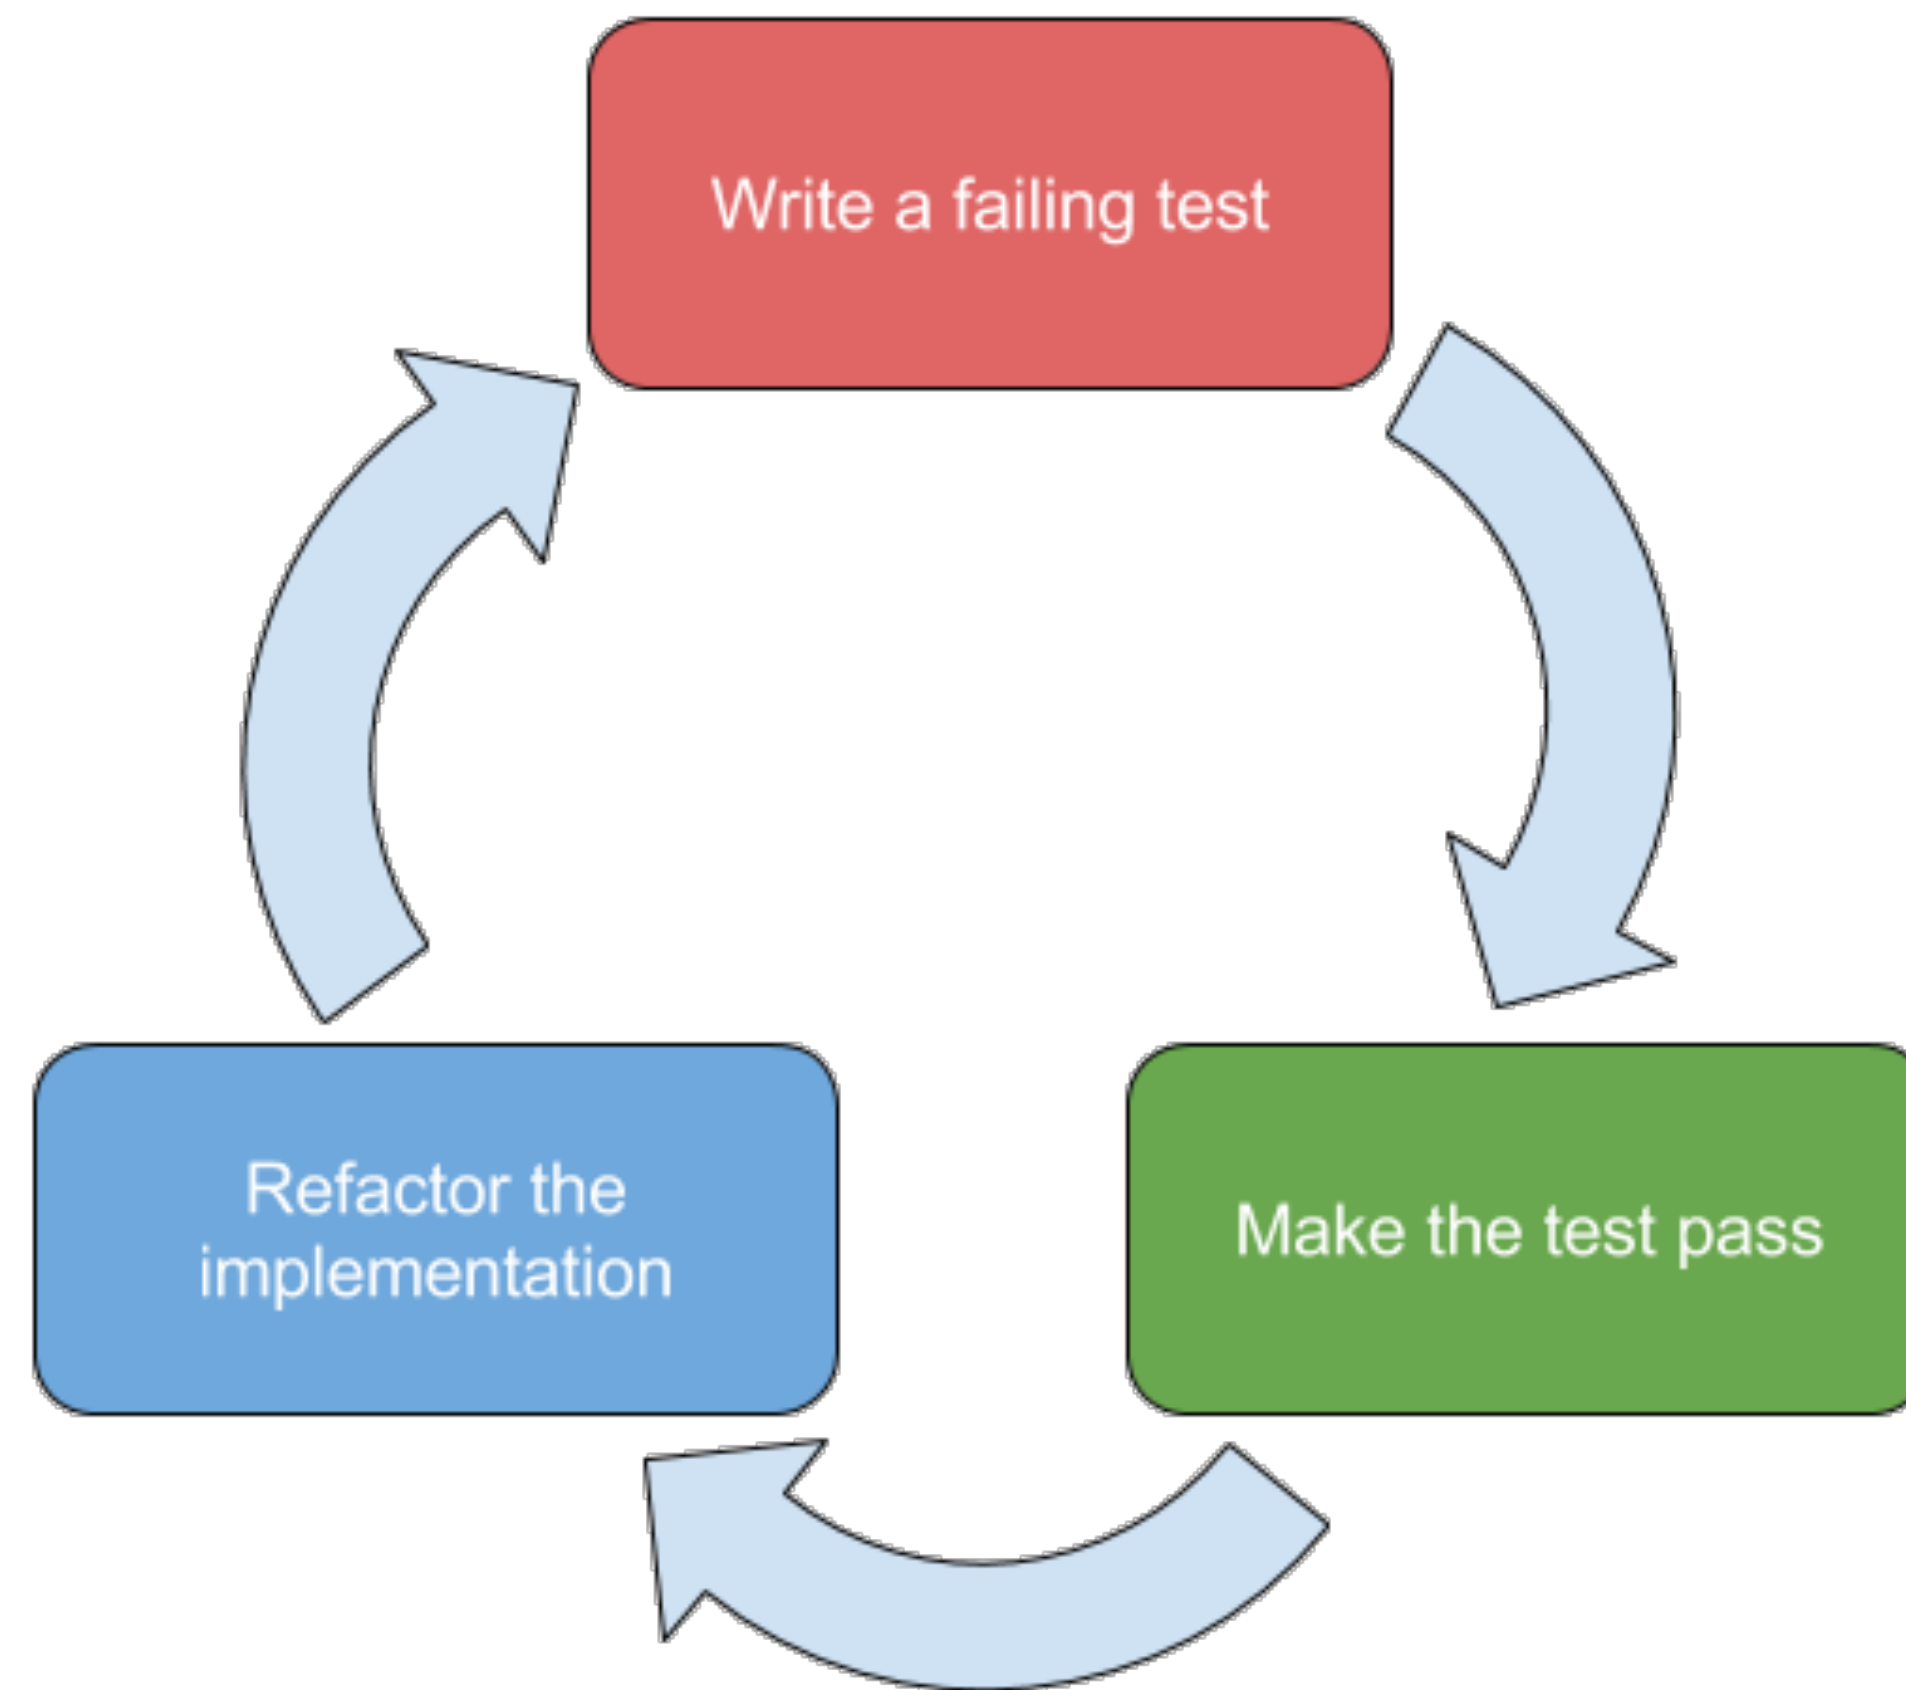 Write a failing test
Refactor the
implementation
Make the test pass